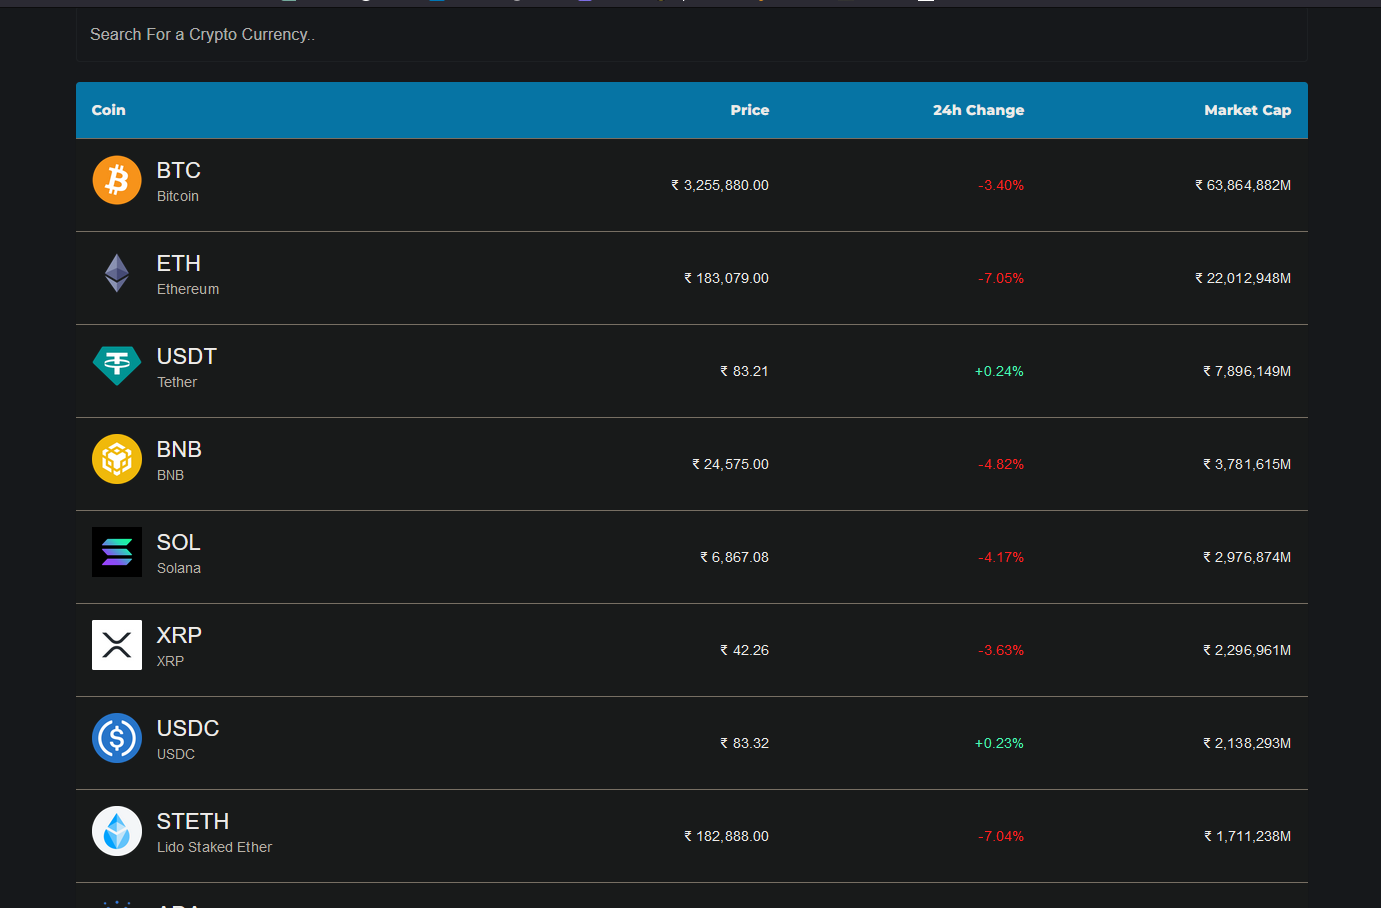 Search For a Crypto Currency..
Coin Price 24h Change Market Cap
BTC
Bitcoin
₹ 3,255,880.00 -3.40% ₹ 63,864,882M
ETH
Ethereum
₹ 183,079.00 -7.05% ₹ 22,012,948M
USDT
Tether
₹ 83.21 +0.24% ₹ 7,896,149M
BNB
BNB
₹ 24,575.00 -4.82% ₹ 3,781,615M
SOL
Solana
₹ 6,867.08 -4.17% ₹ 2,976,874M
XRP
XRP
₹ 42.26 -3.63% ₹ 2,296,961M
USDC
USDC
₹ 83.32 +0.23% ₹ 2,138,293M
STETH
Lido Staked Ether
₹ 182,888.00 -7.04% ₹ 1,711,238M